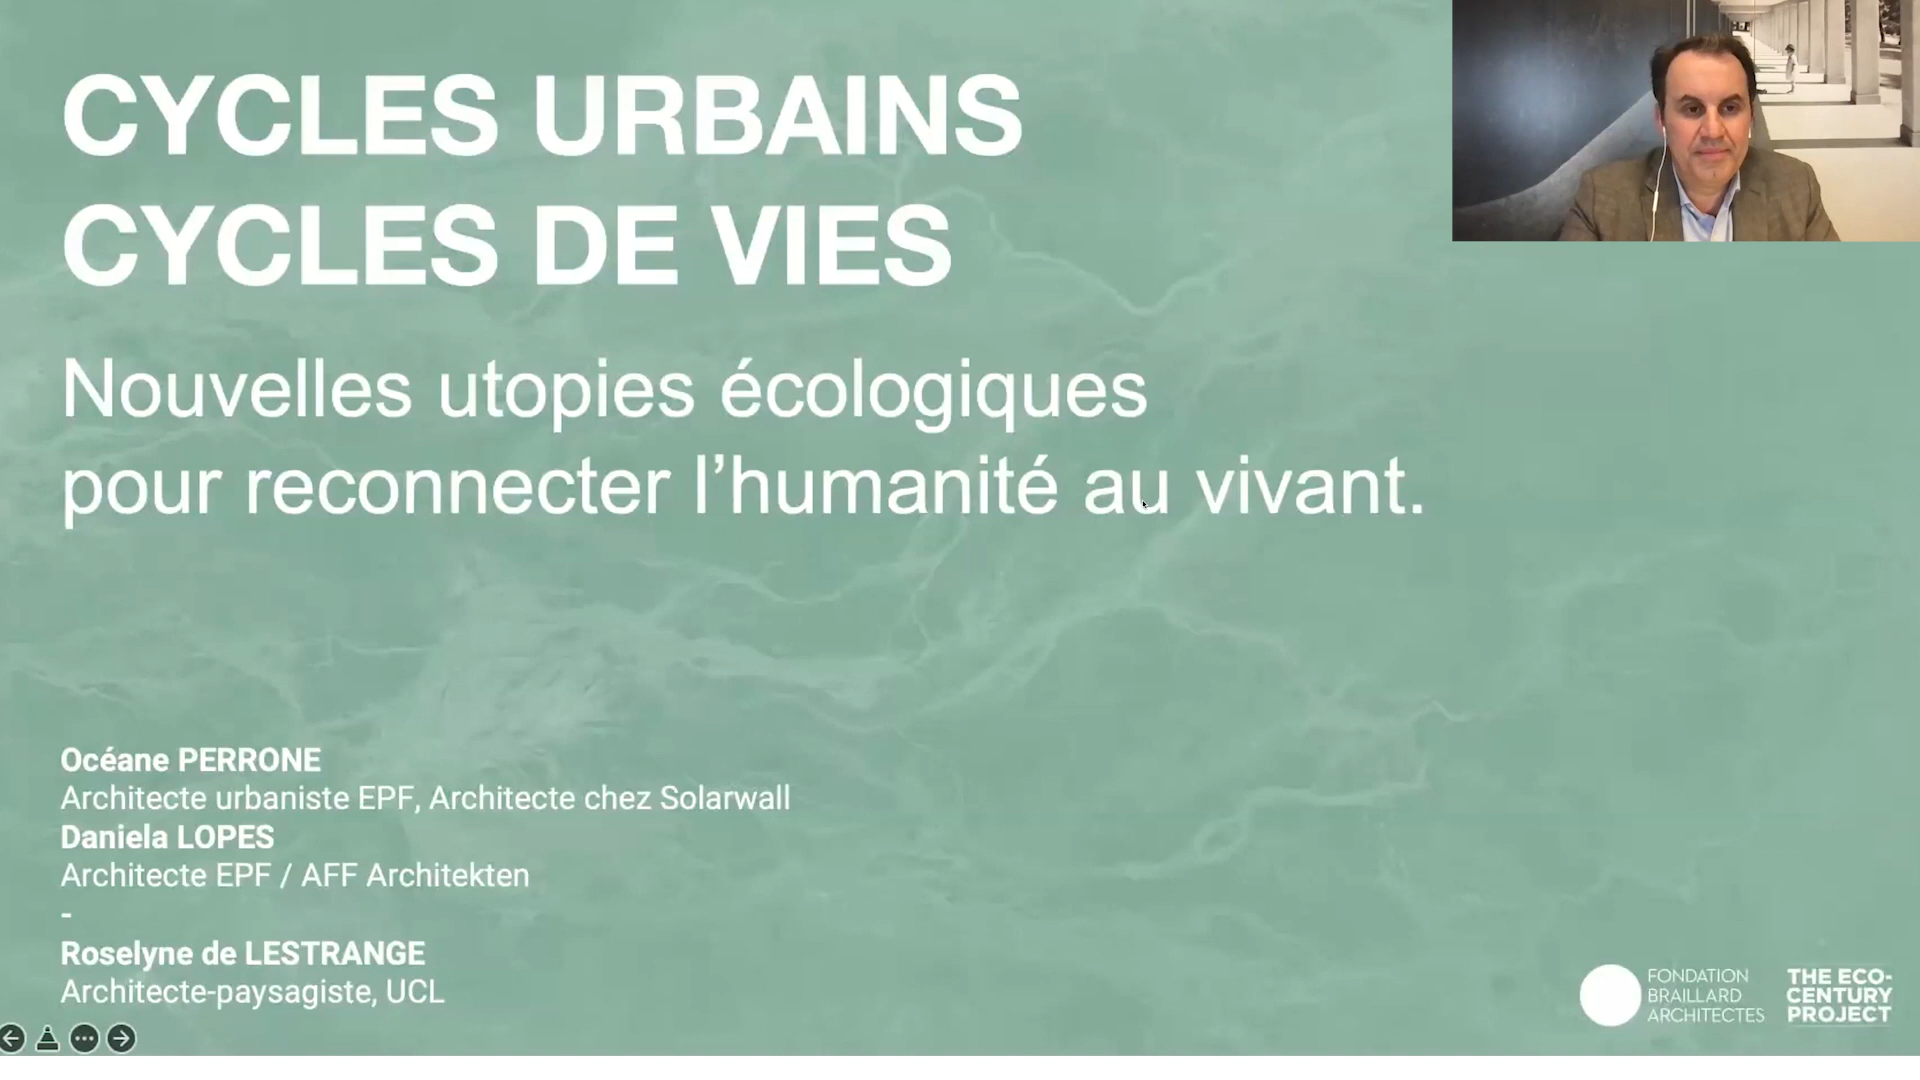 CYCLES URBAINS
CYCLES DE VIES
Nouvelles utopies écologiques
pour reconnecter l’humanité au vivant.
Océane PERRONE
Architecte urbaniste EPF, Architecte chez Solarwall
Daniela LOPES
Architecte EPF / AFF Architekten
-
Roselyne de LESTRANGE
Architecte-paysagiste, UCL
FONDATION
BRAILLARD
ARCHITECTES
THE ECO-
CENTURY
PROJECT